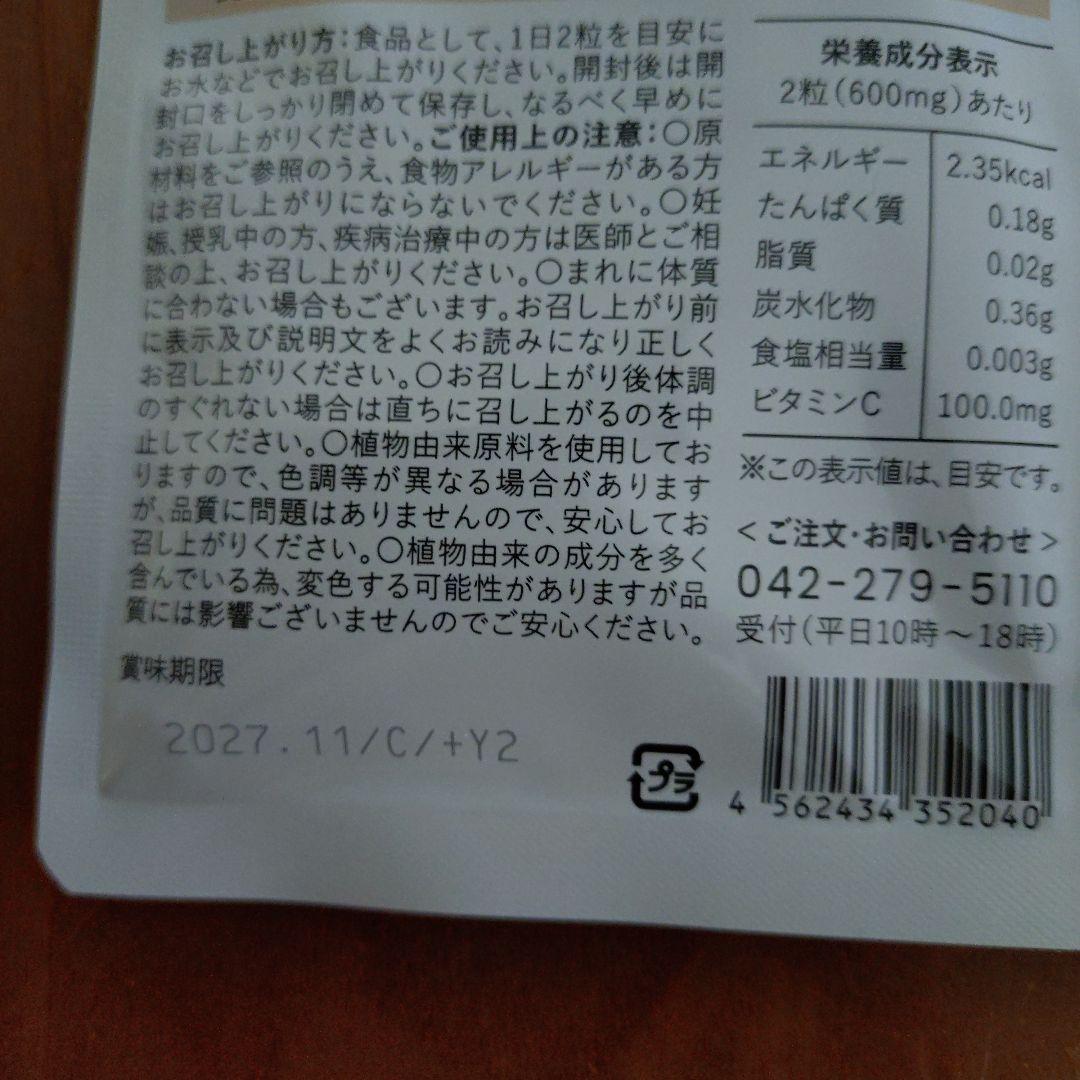 お召し上がり方：食品として、1日2粒を目安に
お水などでお召し上がりください。開封後は開
封口をしっかり閉めて保存し、なるべく早めに
お召し上がりください。ご使用上の注意：○原
材料をご参照のうえ、食物アレルギーがある方
はお召し上がりにならないでください。○妊
娠、授乳中の方、疾病治療中の方は医師とご相
談の上、お召し上がりください。○まれに体質
に合わない場合もございます。お召し上がり前
に表示及び説明文をよくお読みになり正しく
お召し上がりください。○お召し上がり後体調
のすぐれない場合は直ちに召し上がるのを中
止してください。○植物由来原料を使用してお
りますので、色調等が異なる場合があります
が、品質に問題はありませんので、安心してお
召し上がりください。○植物由来の成分を多く
含んでいる為、変色する可能性がありますが品
質には影響ございませんのでご安心ください。
賞味期限
2027.11/C/+Y2
栄養成分表示
2粒(600mg)あたり
エネルギー 2.35kcal
たんぱく質 0.18g
脂質 0.02g
炭水化物 0.36g
食塩相当量 0.003g
ビタミンC 100.0mg
※この表示値は、目安です。
＜ご注文・お問い合わせ＞
042-279-5110
受付(平日10時～18時)
プラ
4 562434 352040